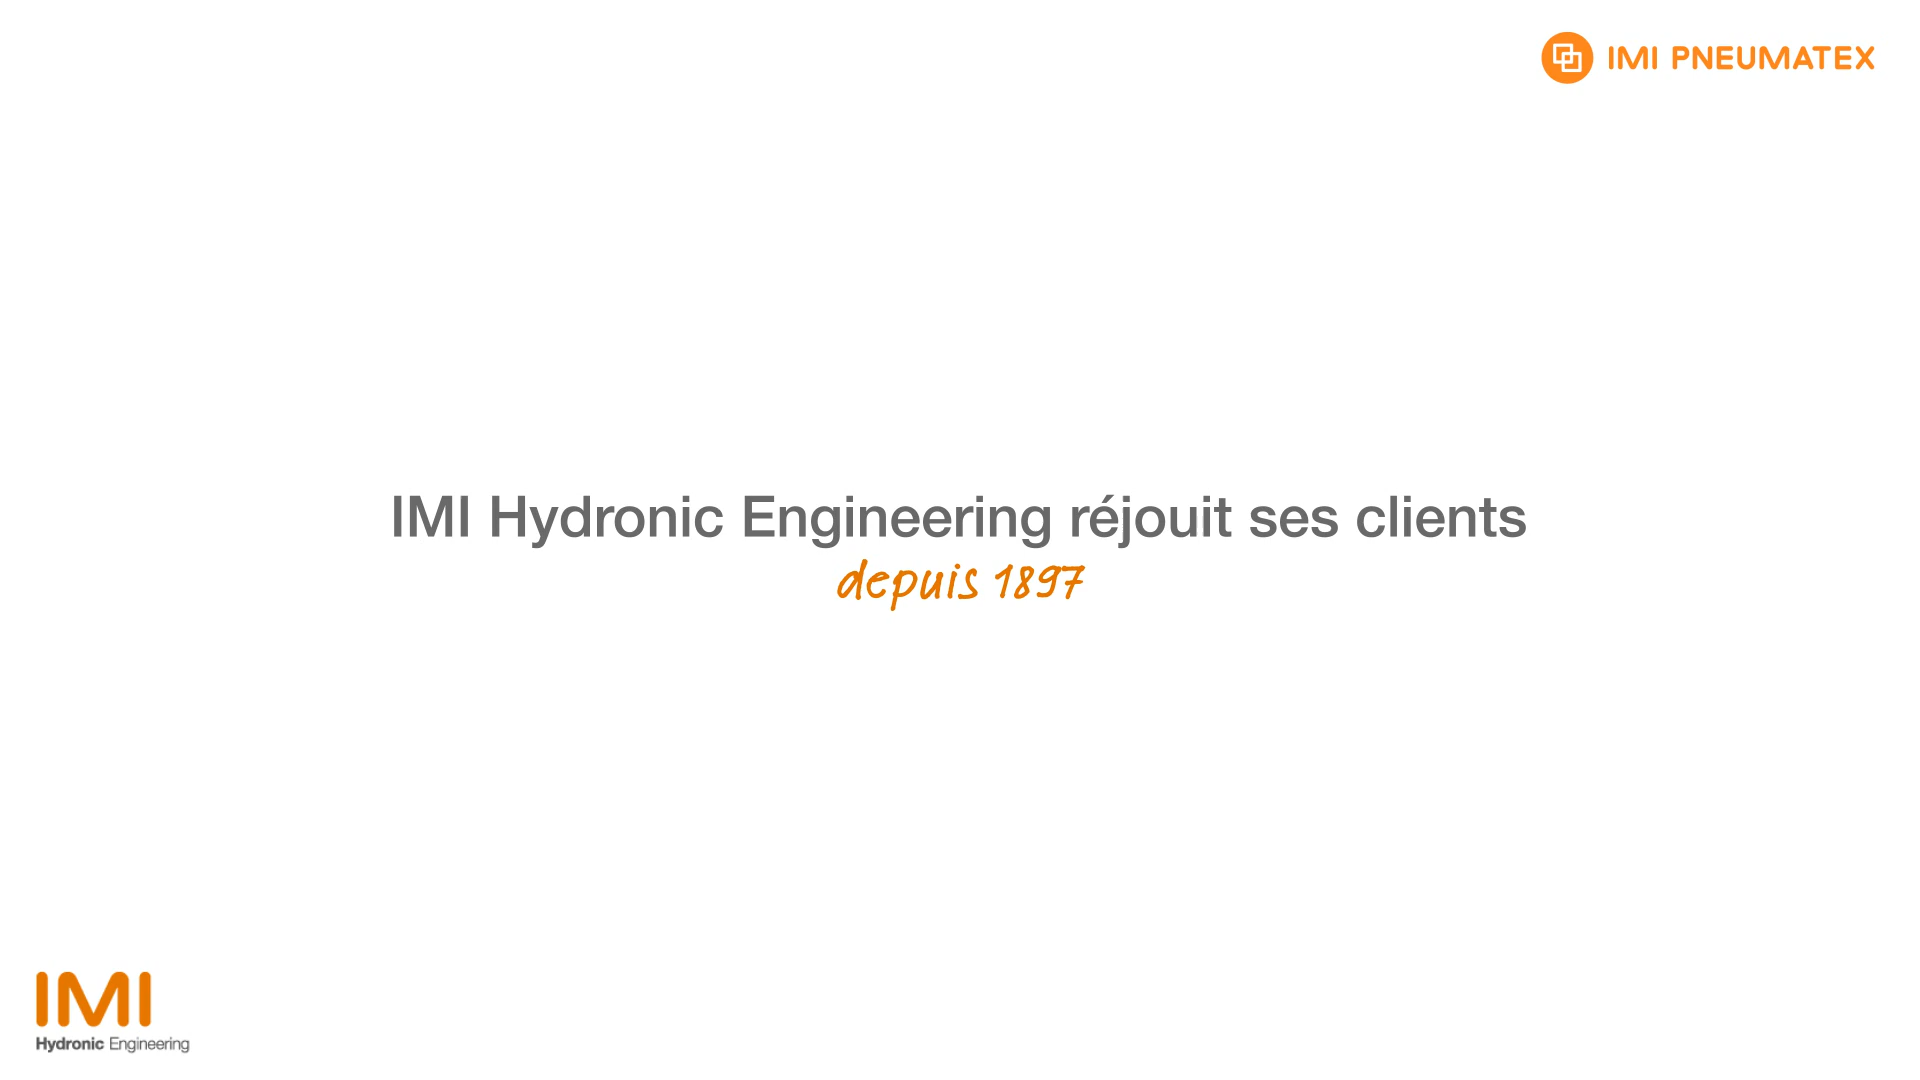 IMI PNEUMATEX
IMI Hydronic Engineering réjouit ses clients
depuis 1897
IMI
Hydronic Engineering